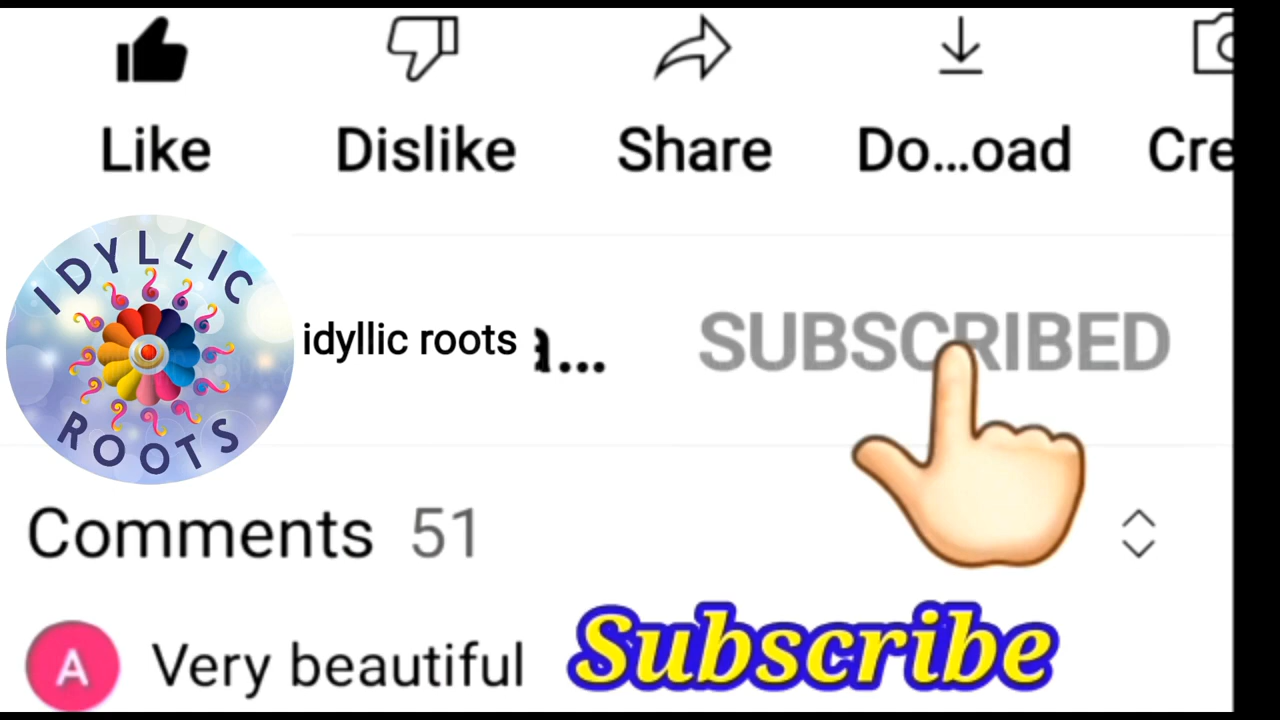 Like Dislike Share Do...oad Cre
IDYLLIC
ROOTS
idyllic roots ... SUBSCRIBED
Comments 51
A Very beautiful
Subscribe